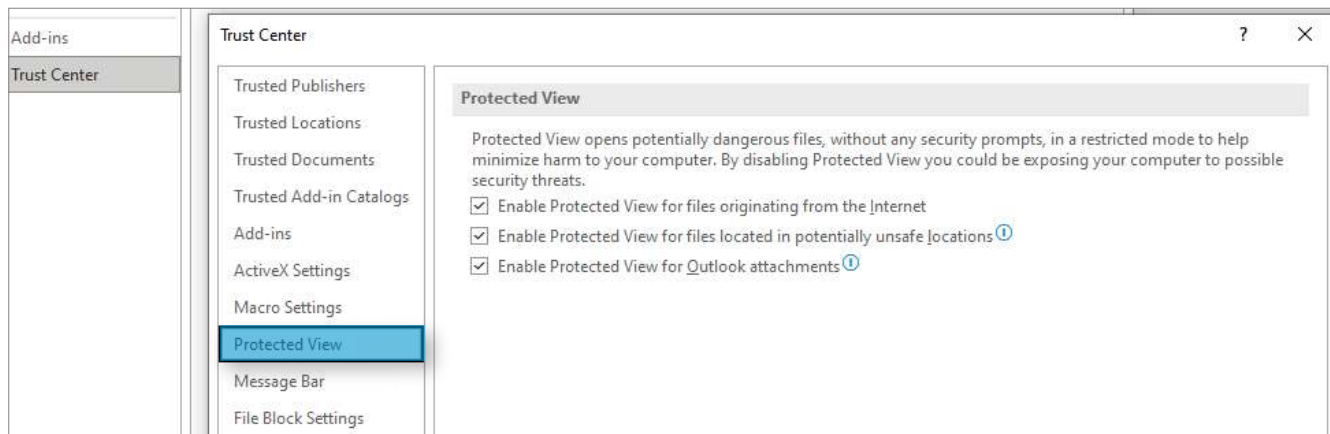 Add-ins
Trust Center
Trust Center
?
Trusted Publishers
Trusted Locations
Trusted Documents
Trusted Add-in Catalogs
Add-ins
ActiveX Settings
Macro Settings
Protected View
Message Bar
File Block Settings
Protected View
Protected View opens potentially dangerous files, without any security prompts, in a restricted mode to help
minimize harm to your computer. By disabling Protected View you could be exposing your computer to possible
security threats.
Enable Protected View for files originating from the Internet
Enable Protected View for files located in potentially unsafe locations
Enable Protected View for Outlook attachments